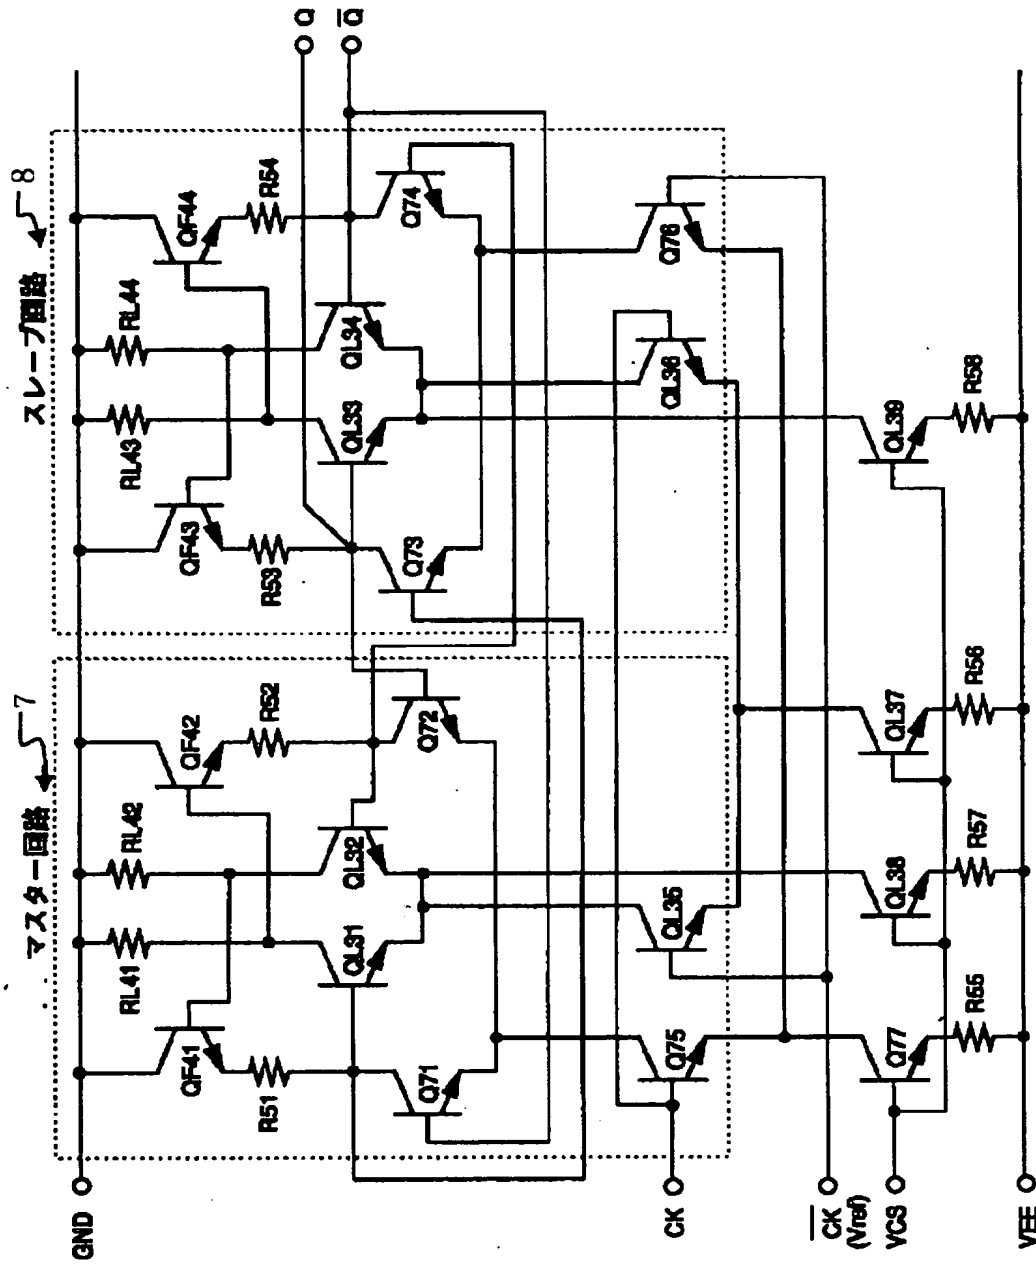 マスター回路
7
スレーブ回路
8
GND
RL41
RL42
RL43
RL44
QF41
QF42
QF43
QF44
R51
R52
R53
R54
Q
Q̅
QL31
QL32
QL33
QL34
Q71
Q72
Q73
Q74
CK
Q75
QL35
QL36
Q76
C̅K̅
(Vref)
VCS
Q77
QL38
QL37
QL39
R55
R57
R56
R58
VEE